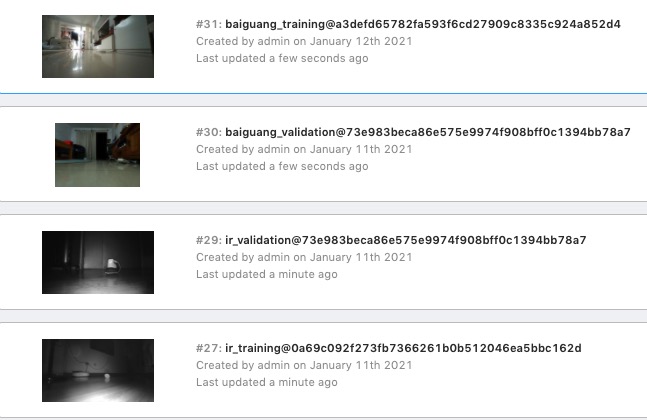 #31: baiguang_training@a3defd65782fa593f6cd27909c8335c924a852d4
Created by admin on January 12th 2021
Last updated a few seconds ago
#30: baiguang_validation@73e983beca86e575e9974f908bff0c1394bb78a7
Created by admin on January 11th 2021
Last updated a few seconds ago
#29: ir_validation@73e983beca86e575e9974f908bff0c1394bb78a7
Created by admin on January 11th 2021
Last updated a minute ago
#27: ir_training@0a69c092f273fb7366261b0b512046ea5bbc162d
Created by admin on January 11th 2021
Last updated a minute ago